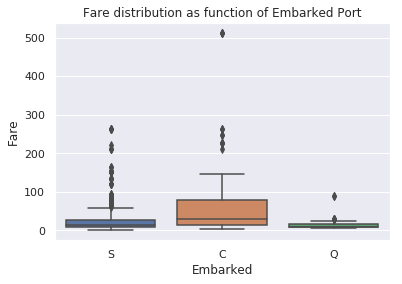 Fare distribution as function of Embarked Port
500
400
300
200
100
0
Fare
S C Q
Embarked